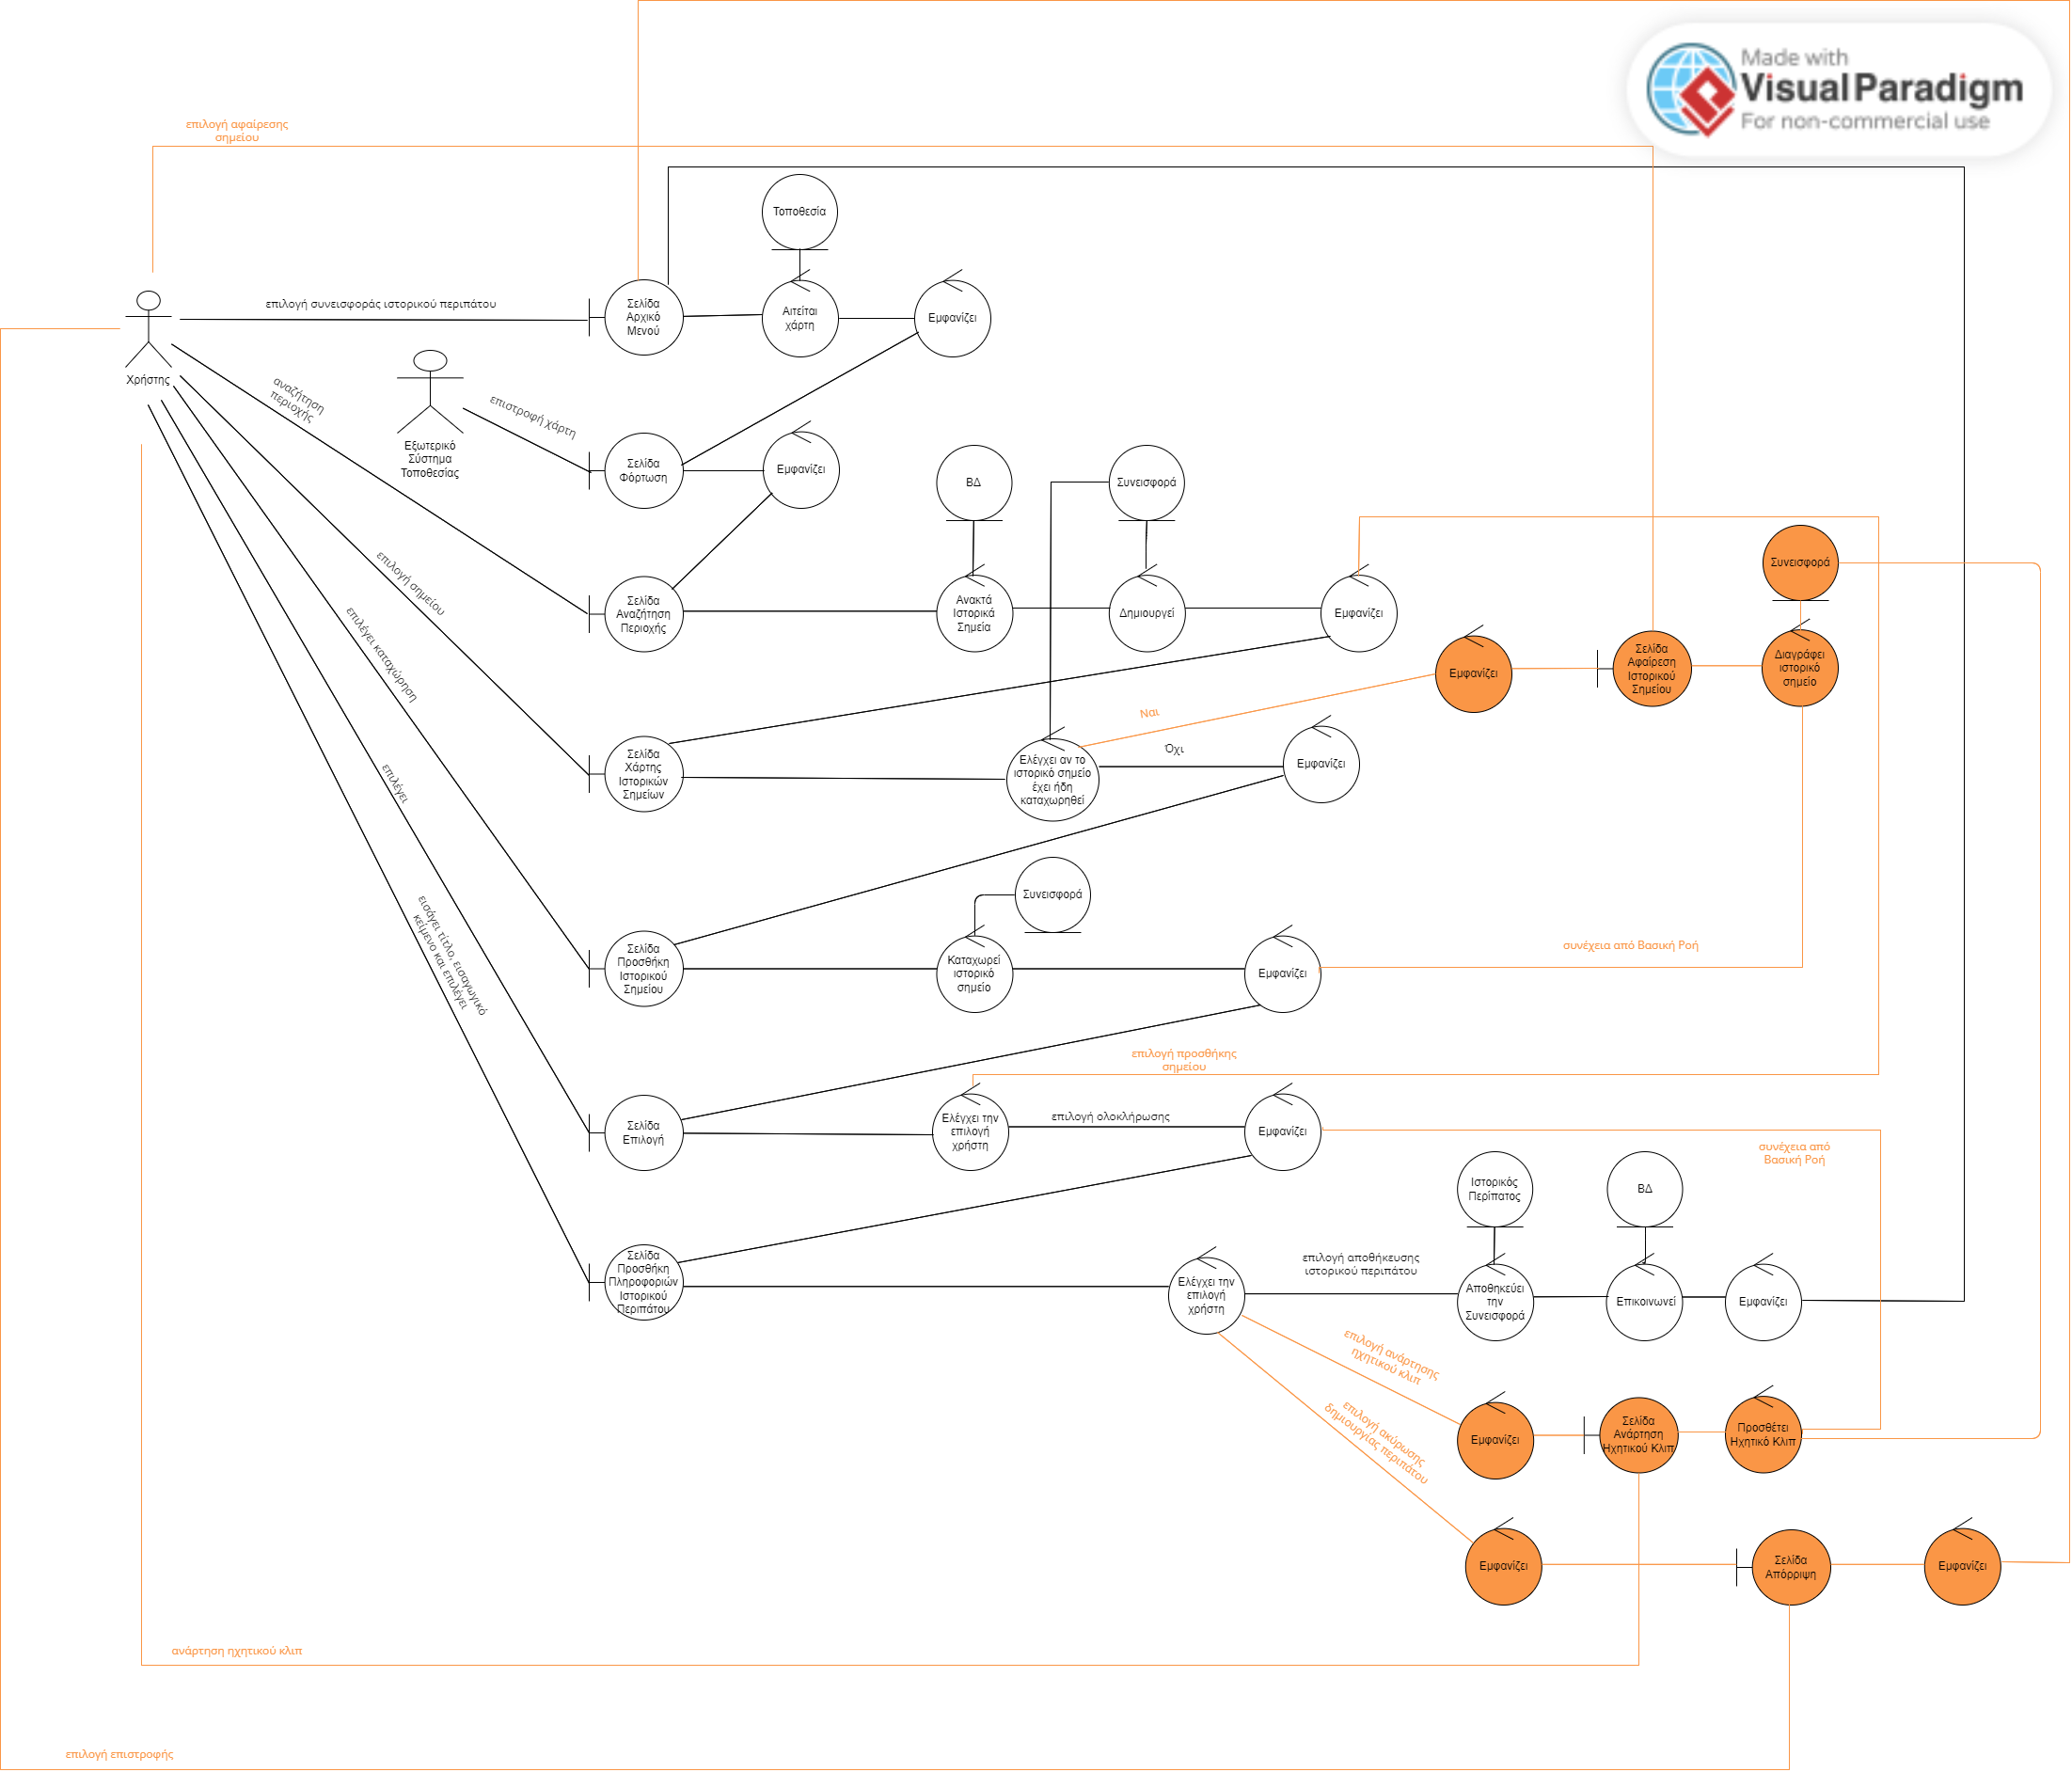 Made with
Visual Paradigm
For non-commercial use
επιλογή αφαίρεσης
σημείου
Τοποθεσία
επιλογή συνεισφοράς ιστορικού περιπάτου
Σελίδα
Αρχικό
Μενού
Αιτείται
χάρτη
Εμφανίζει
Χρήστης
αναζήτηση
περιοχής
Εξωτερικό
Σύστημα
Τοποθεσίας
επιστροφή χάρτη
Σελίδα
Φόρτωση
Εμφανίζει
ΒΔ
Συνεισφορά
Συνεισφορά
επιλογή σημείου
Σελίδα
Αναζήτηση
Περιοχής
Ανακτά
Ιστορικά
Σημεία
Δημιουργεί
Εμφανίζει
επιλέγει καταχώρηση
Εμφανίζει
Σελίδα
Αφαίρεση
Ιστορικού
Σημείου
Διαγράφει
ιστορικό
σημείο
Ναι
Όχι
Σελίδα
Χάρτης
Ιστορικών
Σημείων
Ελέγχει αν το
ιστορικό σημείο
έχει ήδη
καταχωρηθεί
Εμφανίζει
επιλέγει
Συνεισφορά
εισάγει τίτλο, εισαγωγικό
κείμενο και επιλέγει
Σελίδα
Προσθήκη
Ιστορικού
Σημείου
Καταχωρεί
ιστορικό
σημείο
Εμφανίζει
συνέχεια από Βασική Ροή
επιλογή προσθήκης
σημείου
Σελίδα
Επιλογή
Ελέγχει την
επιλογή
χρήστη
επιλογή ολοκλήρωσης
Εμφανίζει
συνέχεια από
Βασική Ροή
Ιστορικός
Περίπατος
ΒΔ
Σελίδα
Προσθήκη
Πληροφοριών
Ιστορικού
Περιπάτου
Ελέγχει την
επιλογή
χρήστη
επιλογή αποθήκευσης
ιστορικού περιπάτου
Αποθηκεύει
την
Συνεισφορά
Επικοινωνεί
Εμφανίζει
επιλογή ανάρτησης
ηχητικού κλιπ
επιλογή ακύρωσης
δημιουργίας περιπάτου
Εμφανίζει
Σελίδα
Ανάρτηση
Ηχητικού Κλιπ
Προσθέτει
Ηχητικό Κλιπ
Εμφανίζει
Σελίδα
Απόρριψη
Εμφανίζει
ανάρτηση ηχητικού κλιπ
επιλογή επιστροφής